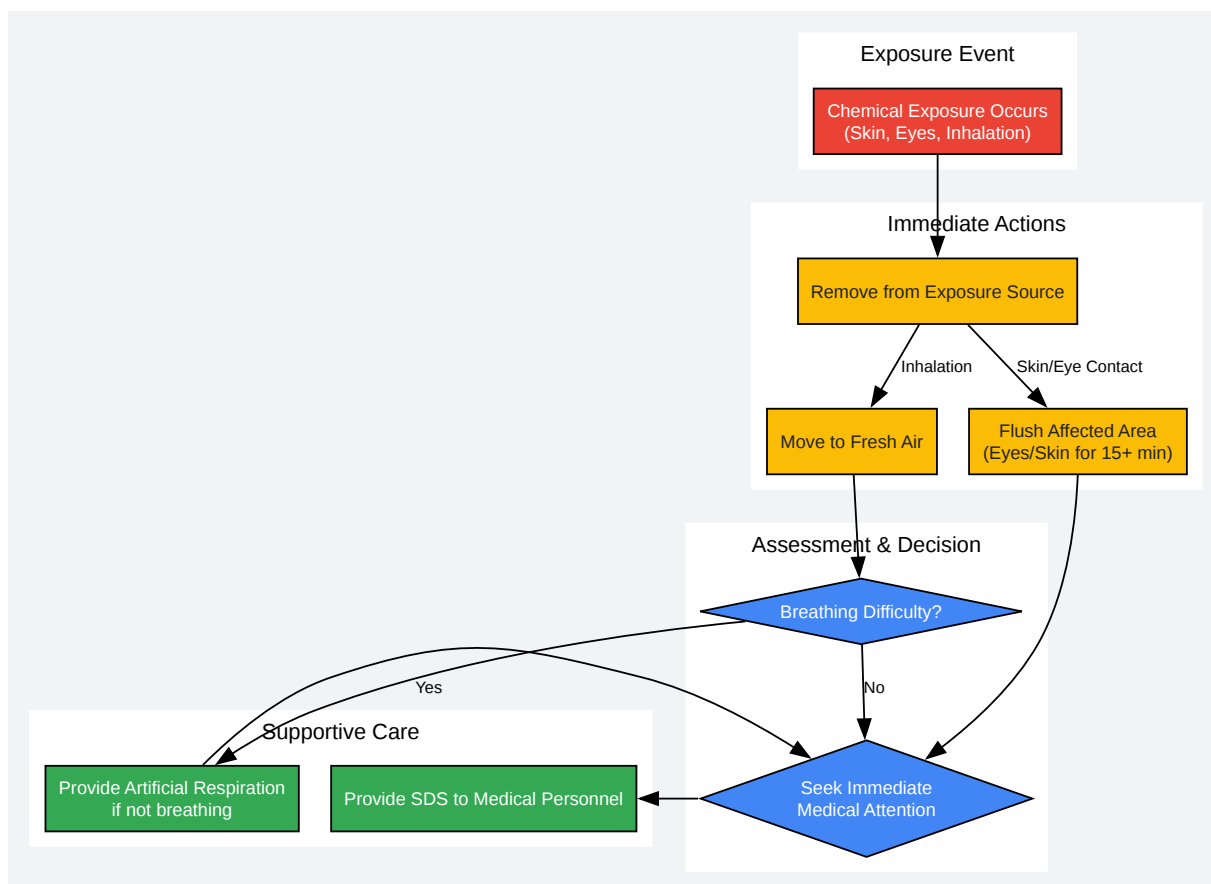 Exposure Event
Chemical Exposure Occurs
(Skin, Eyes, Inhalation)
Immediate Actions
Remove from Exposure Source
Inhalation
Skin/Eye Contact
Move to Fresh Air
Flush Affected Area
(Eyes/Skin for 15+ min)
Assessment & Decision
Breathing Difficulty?
Yes
No
Supportive Care
Provide Artificial Respiration
if not breathing
Provide SDS to Medical Personnel
Seek Immediate
Medical Attention